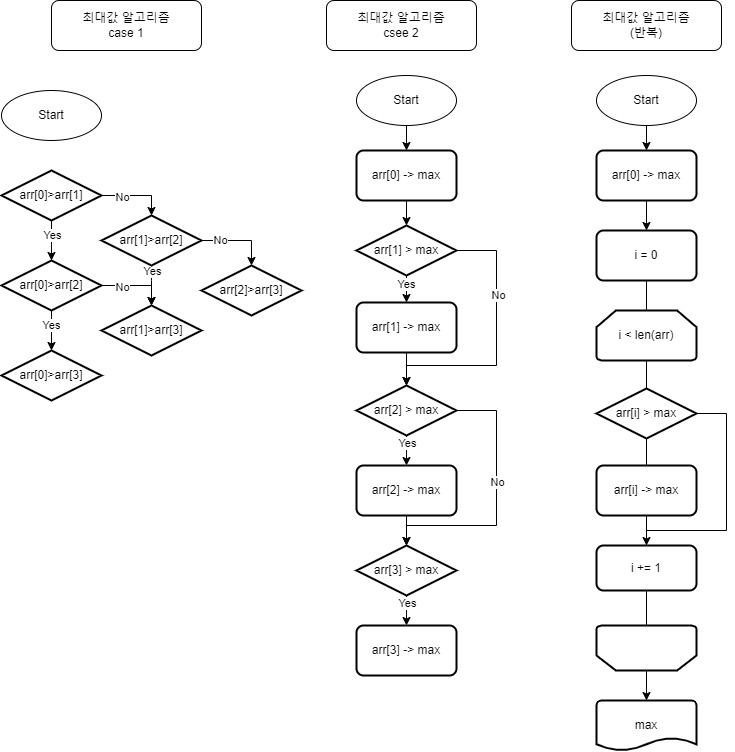 최대값 알고리즘
case 1
Start
arr[0]>arr[1]
No
Yes
arr[1]>arr[2]
No
Yes
arr[0]>arr[2]
No
Yes
arr[2]>arr[3]
arr[1]>arr[3]
arr[0]>arr[3]
최대값 알고리즘
csee 2
Start
arr[0] -> max
arr[1] > max
Yes
No
arr[1] -> max
arr[2] > max
Yes
No
arr[2] -> max
arr[3] > max
Yes
arr[3] -> max
최대값 알고리즘
(반복)
Start
arr[0] -> max
i = 0
i < len(arr)
arr[i] > max
arr[i] -> max
i += 1
max